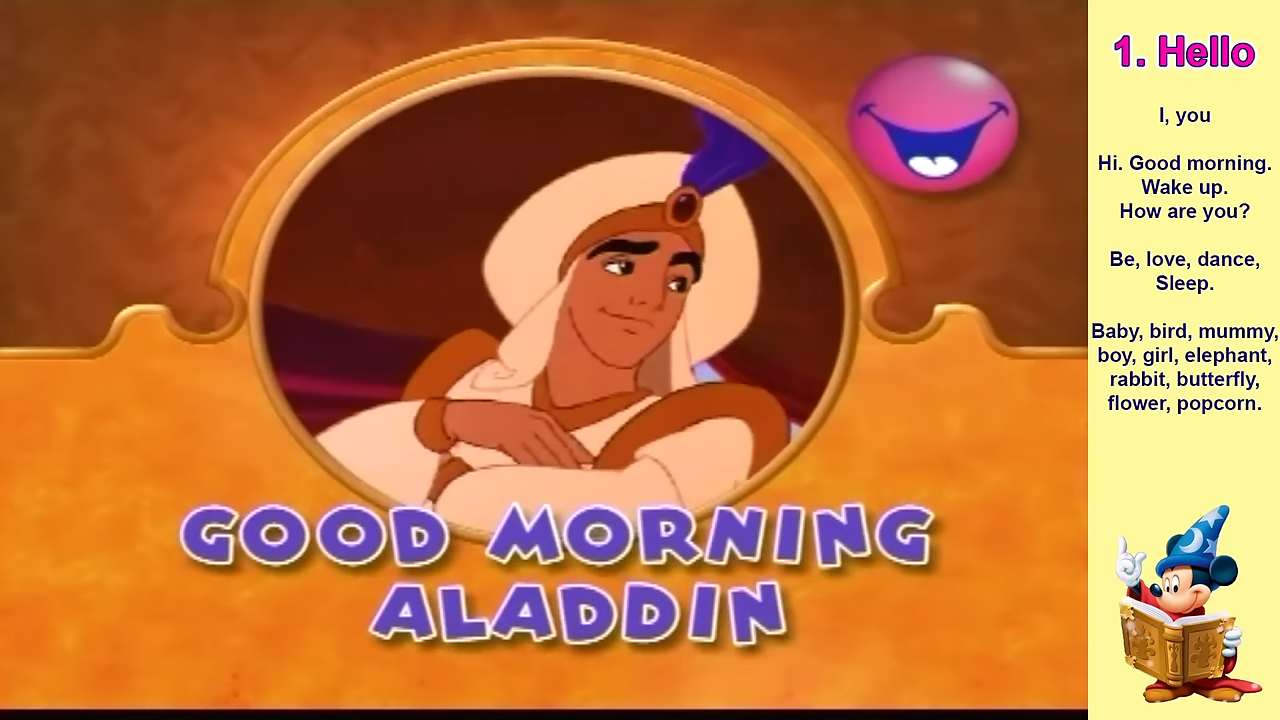 GOOD MORNING
ALADDIN
1. Hello
I, you
Hi. Good morning.
Wake up.
How are you?
Be, love, dance,
Sleep.
Baby, bird, mummy,
boy, girl, elephant,
rabbit, butterfly,
flower, popcorn.